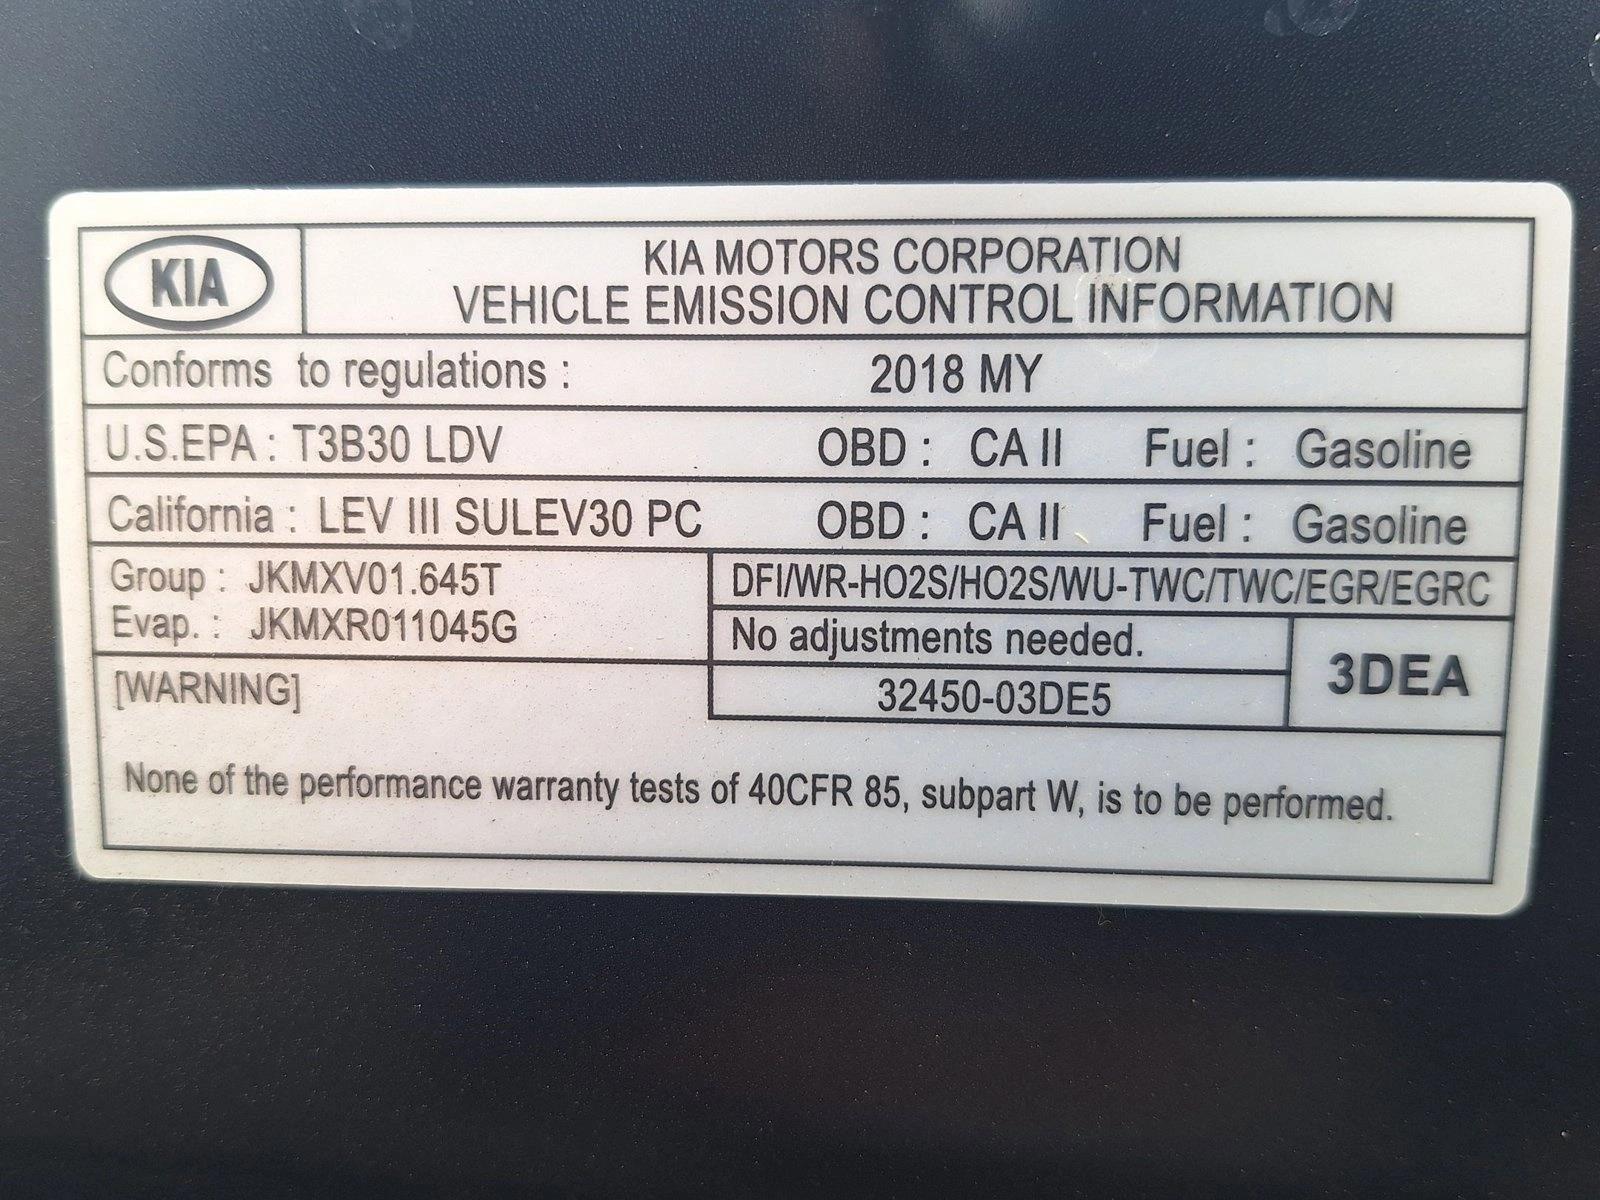 KIA
KIA MOTORS CORPORATION
VEHICLE EMISSION CONTROL INFORMATION
Conforms to regulations : 2018 MY
U.S.EPA : T3B30 LDV OBD : CA II Fuel : Gasoline
California : LEV III SULEV30 PC OBD : CA II Fuel : Gasoline
Group : JKMXV01.645T
Evap. : JKMXR011045G
DFI/WR-HO2S/HO2S/WU-TWC/TWC/EGR/EGRC
No adjustments needed.
32450-03DE5
3DEA
[WARNING]
None of the performance warranty tests of 40CFR 85, subpart W, is to be performed.